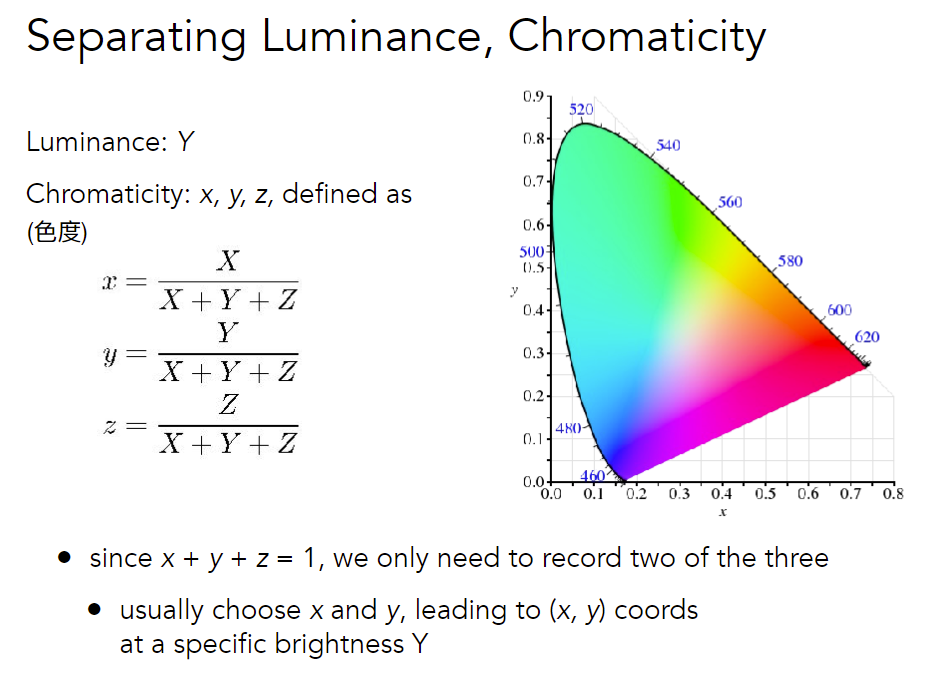 Separating Luminance, Chromaticity
Luminance: Y
Chromaticity: x, y, z, defined as
(色度)
x = X / X + Y + Z
y = Y / X + Y + Z
z = Z / X + Y + Z
0.9
520
0.8
540
0.7
560
0.6
500
580
0.5
y
0.4
600
620
0.3
0.2
480
0.1
460
0.0
0.0 0.1 0.2 0.3 0.4 0.5 0.6 0.7 0.8
x
● since x + y + z = 1, we only need to record two of the three
● usually choose x and y, leading to (x, y) coords
at a specific brightness Y